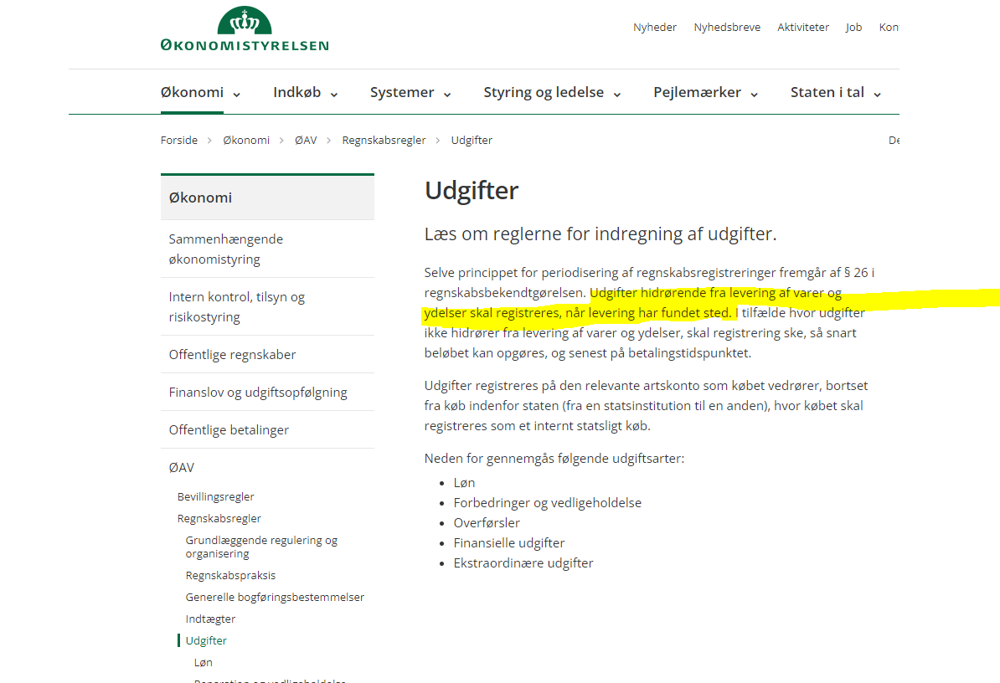 ØKONOMISTYRELSEN
Nyheder Nyhedsbreve Aktiviteter Job Kon
Økonomi Indkøb Systemer Styring og ledelse Pejlemærker Staten i tal
Forside > Økonomi > ØAV > Regnskabsregler > Udgifter
De
Økonomi
Sammenhængende
økonomistyring
Intern kontrol, tilsyn og
risikostyring
Offentlige regnskaber
Finanslov og udgiftsopfølgning
Offentlige betalinger
ØAV
Bevillingsregler
Regnskabsregler
Grundlæggende regulering og
organisering
Regnskabspraksis
Generelle bogføringsbestemmelser
Indtægter
Udgifter
Løn
Udgifter
Læs om reglerne for indregning af udgifter.
Selve princippet for periodisering af regnskabsregistreringer fremgår af § 26 i
regnskabsbekendtgørelsen. Udgifter hidrørende fra levering af varer og
ydelser skal registreres, når levering har fundet sted. I tilfælde hvor udgifter
ikke hidrører fra levering af varer og ydelser, skal registrering ske, så snart
beløbet kan opgøres, og senest på betalingstidspunktet.
Udgifter registreres på den relevante artskonto som købet vedrører, bortset
fra køb indenfor staten (fra en statsinstitution til en anden), hvor købet skal
registreres som et internt statsligt køb.
Neden for gennemgås følgende udgiftsarter:
• Løn
• Forbedringer og vedligeholdelse
• Overførsler
• Finansielle udgifter
• Ekstraordinære udgifter